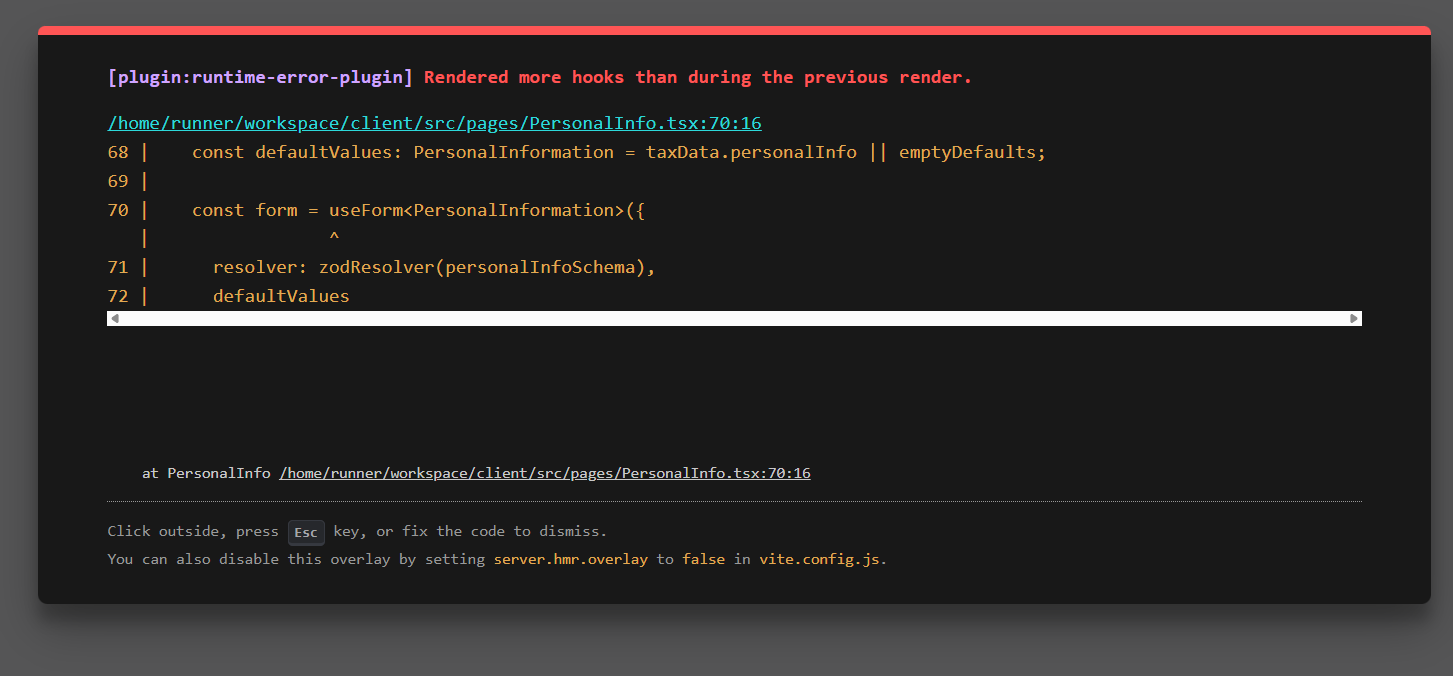 [plugin:runtime-error-plugin] Rendered more hooks than during the previous render.
/home/runner/workspace/client/src/pages/PersonalInfo.tsx:70:16
68 |    const defaultValues: PersonalInformation = taxData.personalInfo || emptyDefaults;
69 |
70 |    const form = useForm<PersonalInformation>({
   |                 ^
71 |      resolver: zodResolver(personalInfoSchema),
72 |      defaultValues
at PersonalInfo /home/runner/workspace/client/src/pages/PersonalInfo.tsx:70:16
Click outside, press Esc key, or fix the code to dismiss.
You can also disable this overlay by setting server.hmr.overlay to false in vite.config.js.